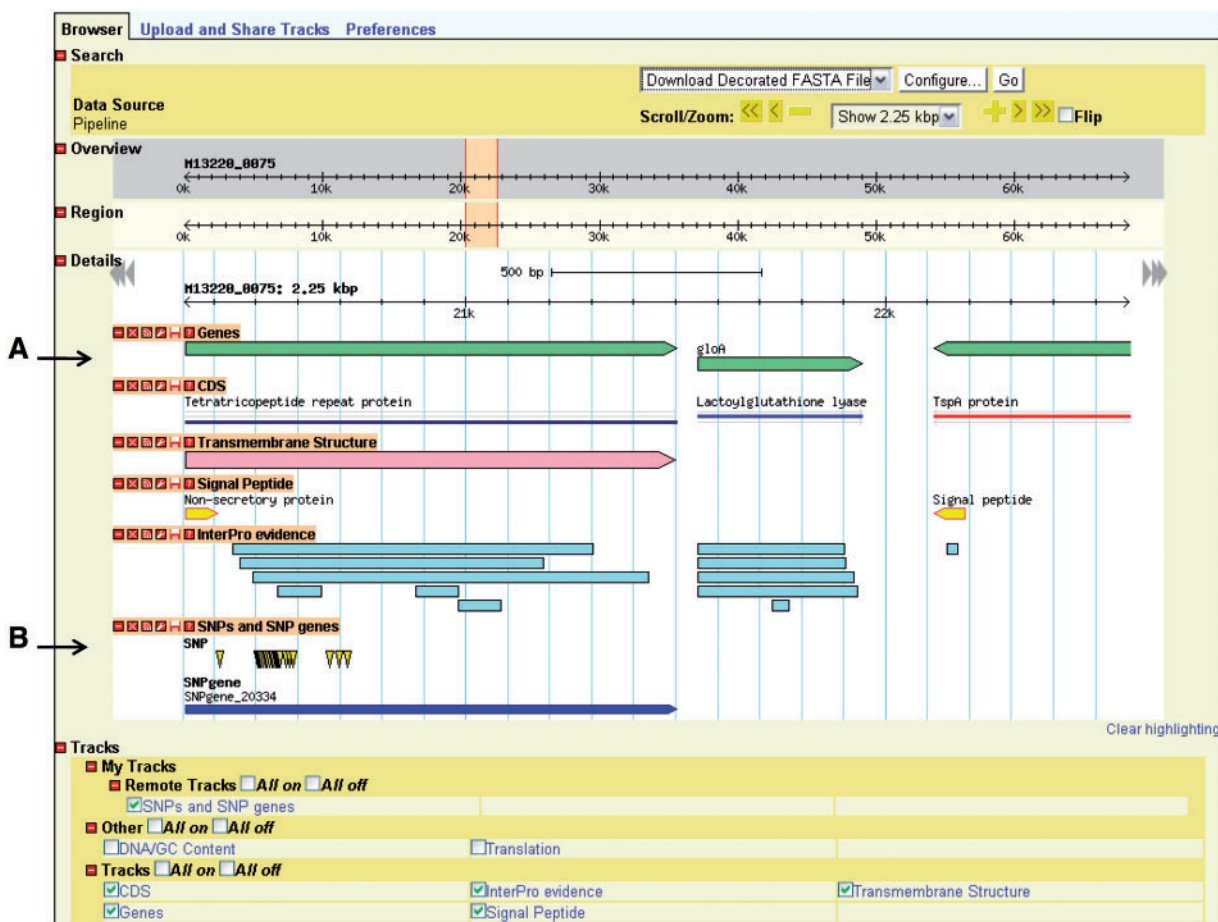 Browser Upload and Share Tracks Preferences
Search
Download Decorated FASTA File Configure... Go
Data Source
Pipeline
Scroll/Zoom: << < Show 2.25 kbp > >> Flip
Overview
M13220_0075
0k 10k 20k 30k 40k 50k 60k
Region
0k 10k 20k 30k 40k 50k 60k
Details
500 bp
M13220_0075: 2.25 kbp
21k 22k
A
Genes
gloA
CDS
Tetratricopeptide repeat protein Lactoylglutathione lyase TspA protein
Transmembrane Structure
Signal Peptide
Non-secretory protein Signal peptide
InterPro evidence
B
SNPs and SNP genes
SNP
SNPgene
SNPgene_20334
Clear highlighting
Tracks
My Tracks
Remote Tracks All on All off
SNPs and SNP genes
Other All on All off
DNA/GC Content Translation
Tracks All on All off
CDS InterPro evidence Transmembrane Structure
Genes Signal Peptide